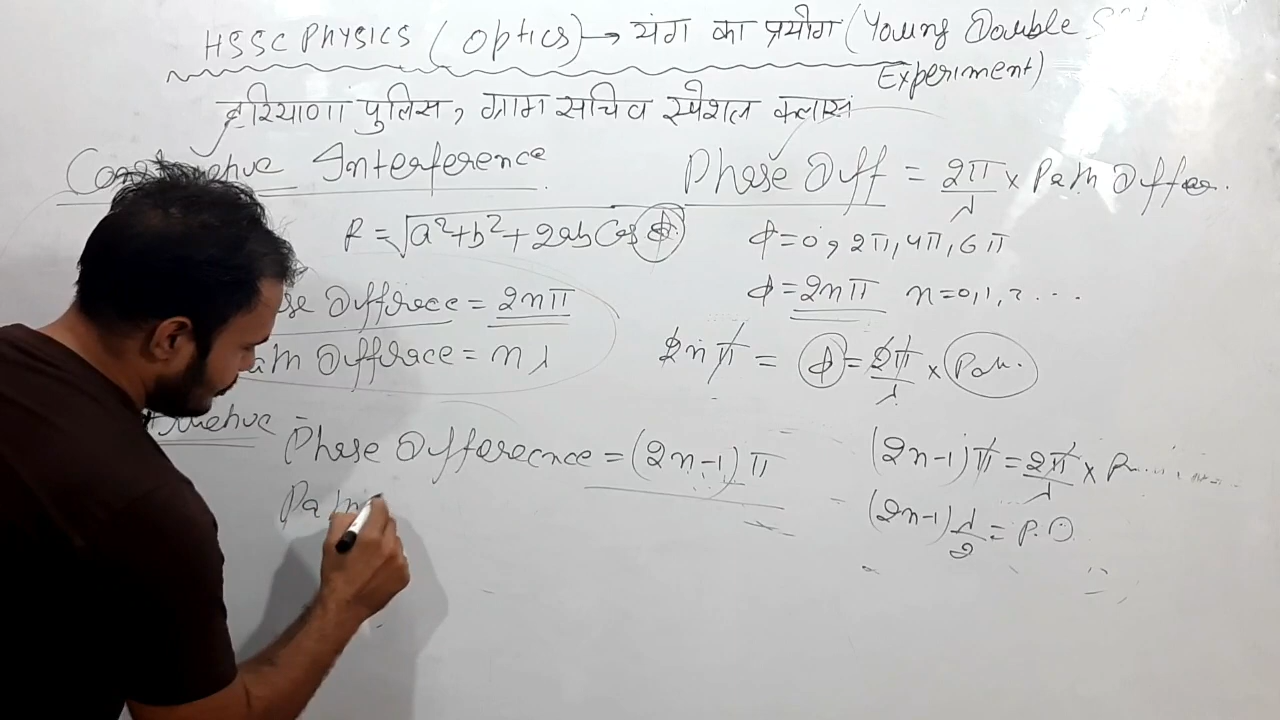 HSSC PHYSICS (Optics) → यंग का प्रयोग (Young Double
Experiment)
हरियाणा पुलिस, ग्राम सचिव स्पेशल क्लास
Interference
Phase Diff = 2π/λ × Path Differ.
R = √a²+b²+2ab Cos ϕ
ϕ = 0, 2π, 4π, 6π
Differece = 2nπ
ϕ = 2nπ n=0,1,2...
Diffrace = nλ
2nπ = ϕ = 2π/λ × Path.
Phase Differecnce = (2n-1)π
(2n-1)π = 2π/λ × P
Path
(2n-1)λ/2 = P.D